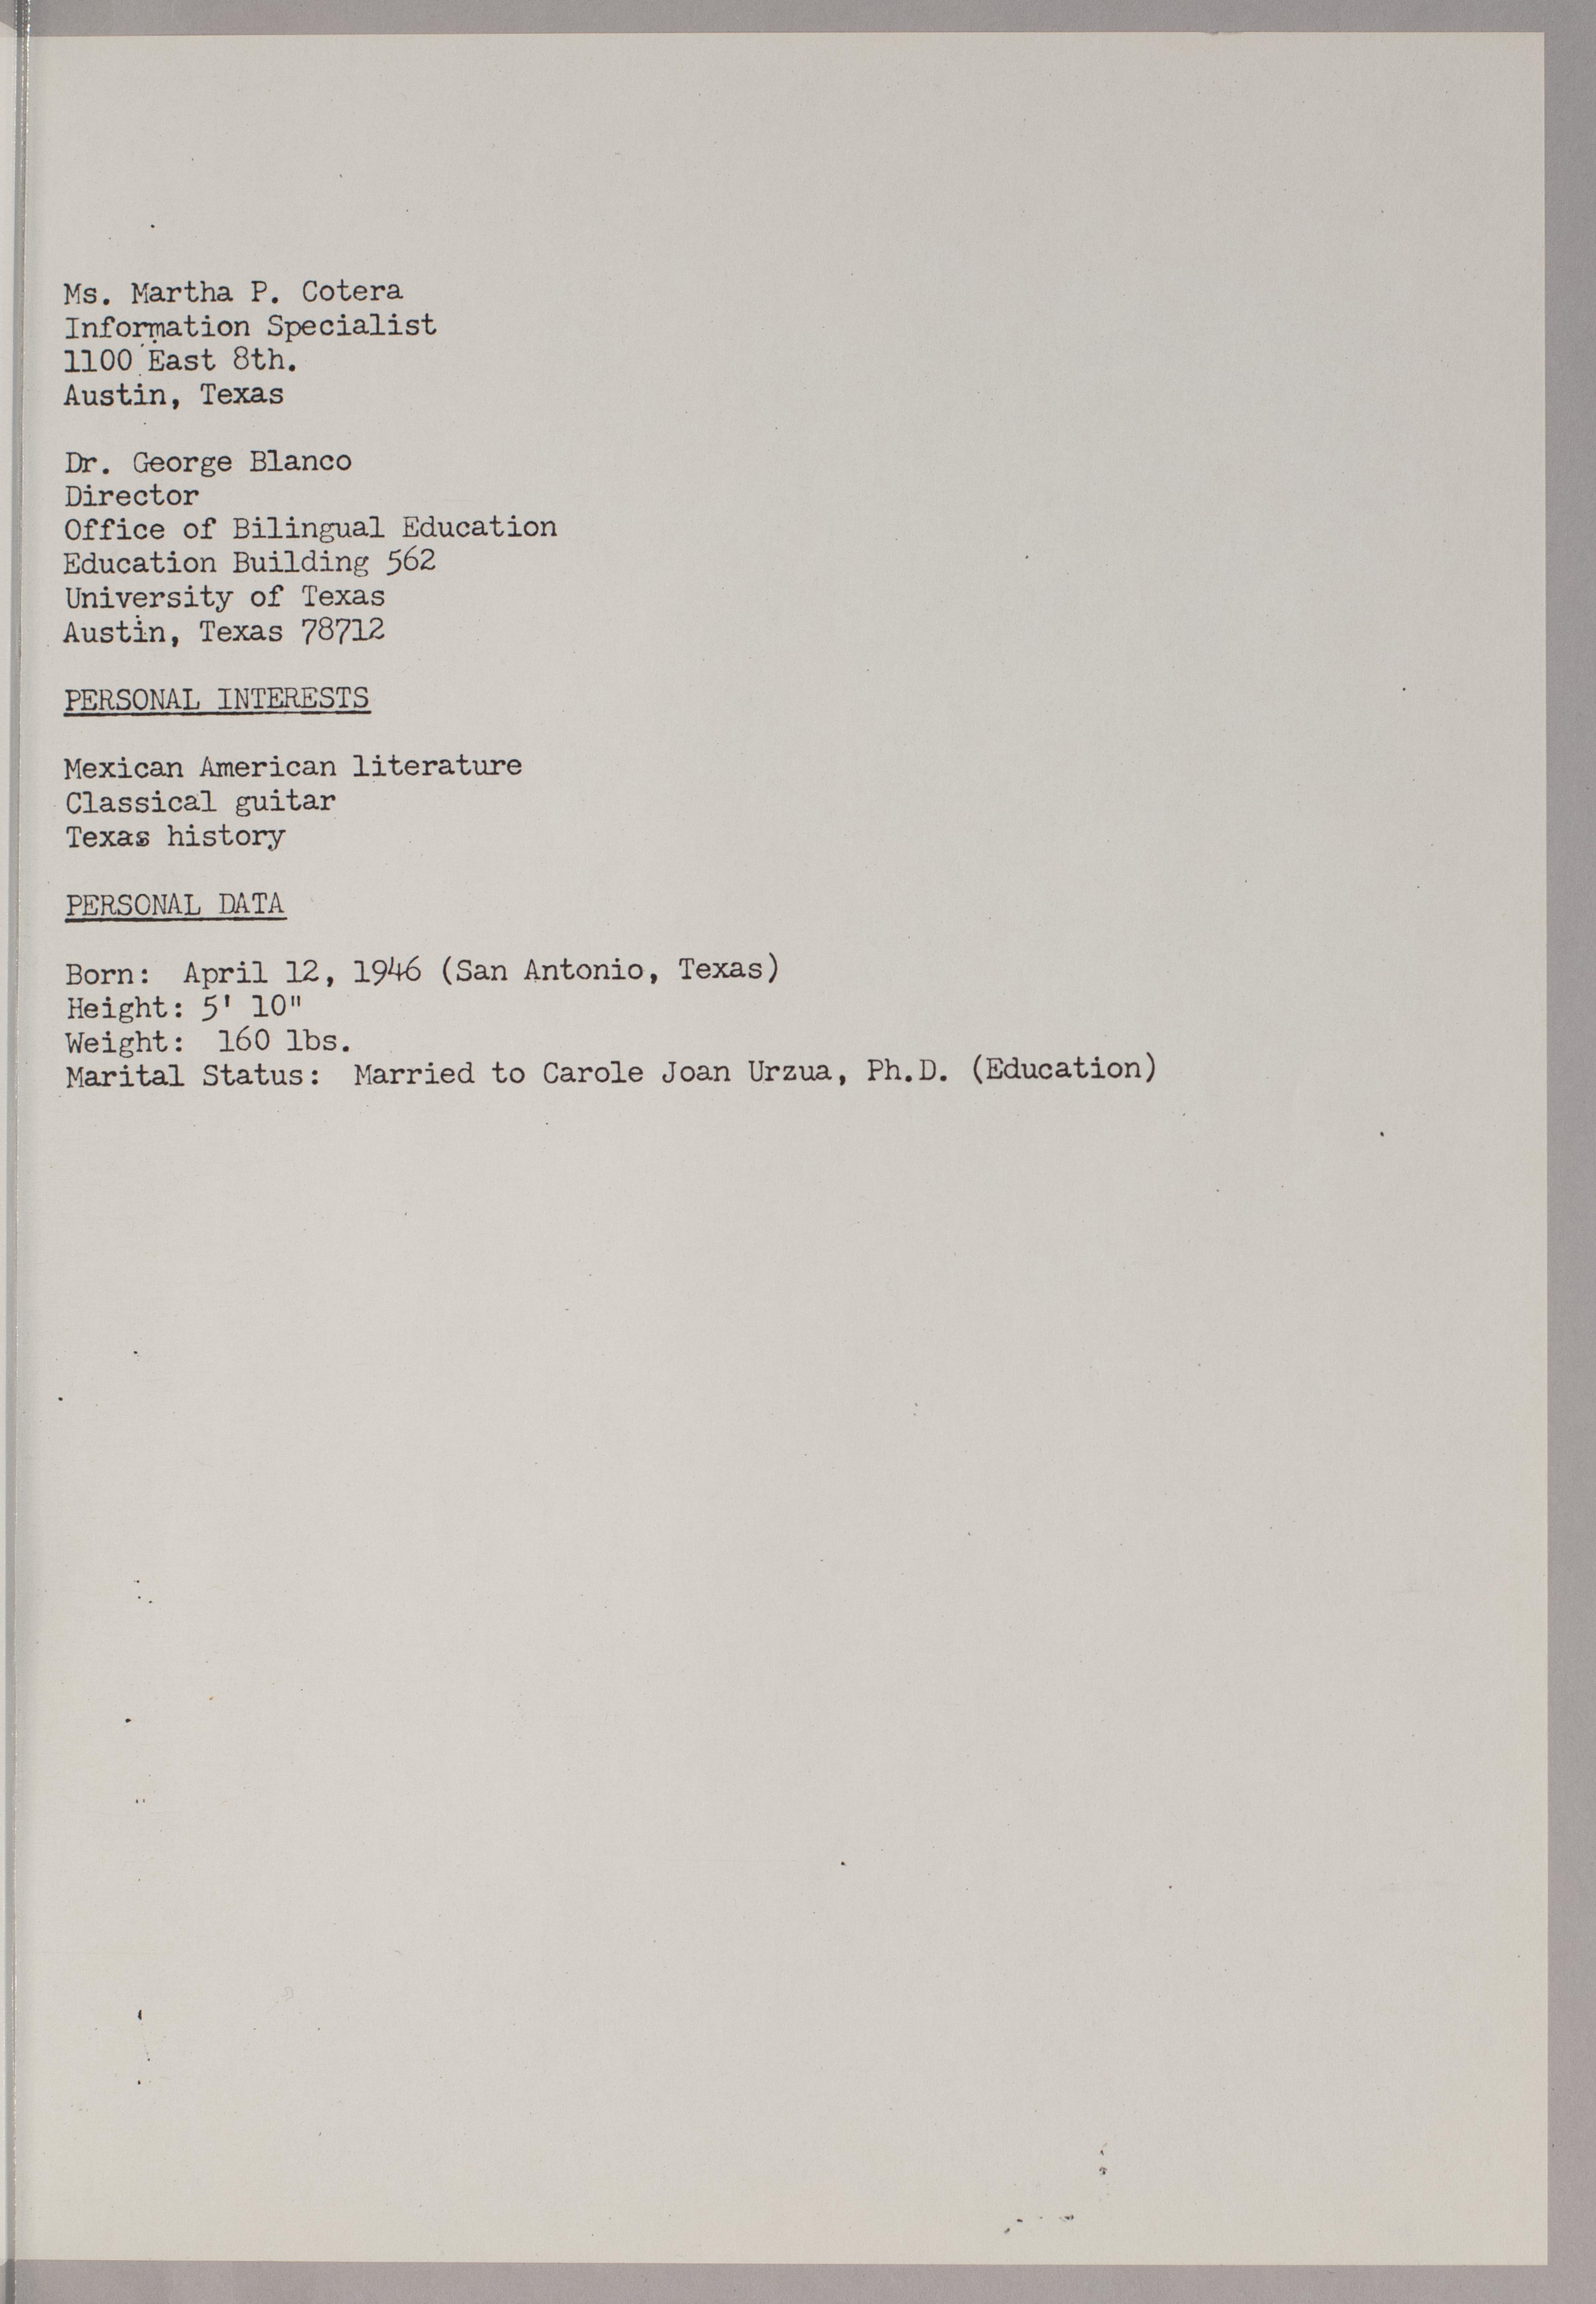 Ms. Martha P. Cotera
Information Specialist
1100 East 8th.
Austin, Texas
Dr. George Blanco
Director
Office of Bilingual Education
Education Building 562
University of Texas
Austin, Texas 78712
PERSONAL INTERESTS
Mexican American literature
Classical guitar
Texas history
PERSONAL DATA
Born: April 12, 1946 (San Antonio, Texas)
Height: 5' 10"
Weight: 160 lbs.
Marital Status: Married to Carole Joan Urzua, Ph.D. (Education)